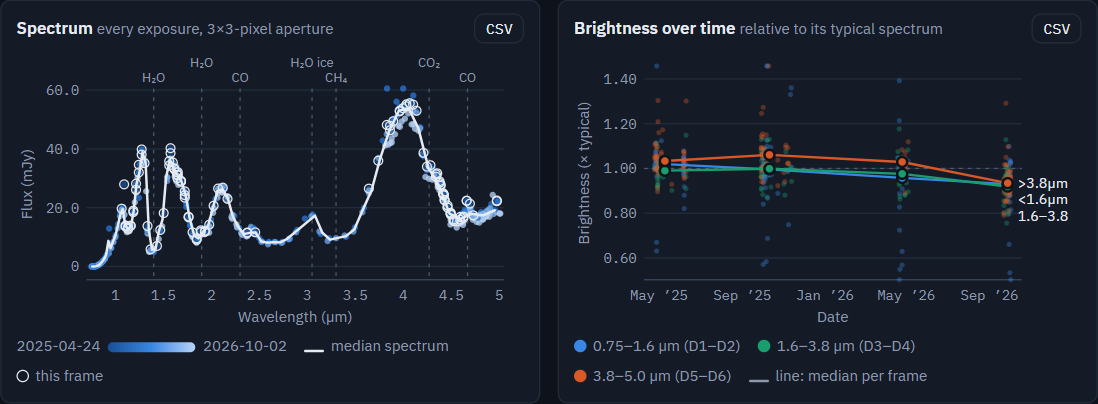 Spectrum every exposure, 3×3-pixel aperture
CSV
H₂O
H₂O
CO
H₂O ice
CH₄
CO₂
CO
60.0
40.0
20.0
0
Flux (mJy)
1
1.5
2
2.5
3
3.5
4
4.5
5
Wavelength (µm)
2025-04-24
2026-10-02
median spectrum
this frame
Brightness over time relative to its typical spectrum
CSV
1.40
1.20
1.00
0.80
0.60
Brightness (× typical)
>3.8µm
<1.6µm
1.6–3.8
May ’25
Sep ’25
Jan ’26
May ’26
Sep ’26
Date
0.75–1.6 µm (D1–D2)
1.6–3.8 µm (D3–D4)
3.8–5.0 µm (D5–D6)
line: median per frame